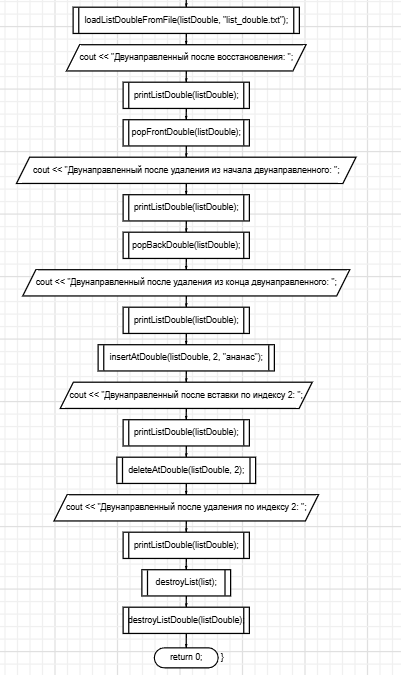 loadListDoubleFromFile(listDouble, "list_double.txt");
cout << "Двунаправленный после восстановления: ";
printListDouble(listDouble);
popFrontDouble(listDouble);
cout << "Двунаправленный после удаления из начала двунаправленного: ";
printListDouble(listDouble);
popBackDouble(listDouble);
cout << "Двунаправленный после удаления из конца двунаправленного: ";
printListDouble(listDouble);
insertAtDouble(listDouble, 2, "ананас");
cout << "Двунаправленный после вставки по индексу 2: ";
printListDouble(listDouble);
deleteAtDouble(listDouble, 2);
cout << "Двунаправленный после удаления по индексу 2: ";
printListDouble(listDouble);
destroyList(list);
destroyListDouble(listDouble)
return 0; }